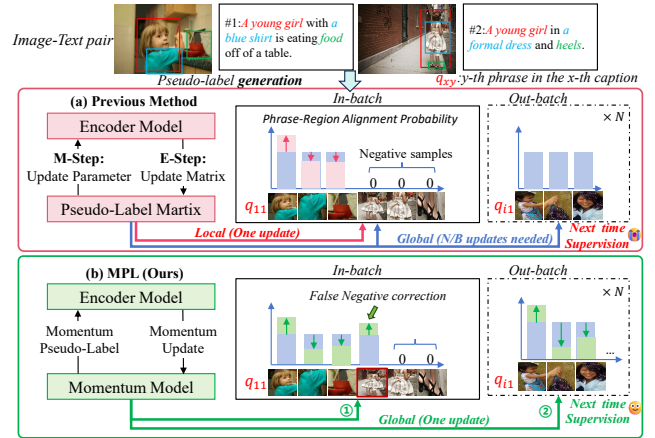 Image-Text pair
#1: A young girl with a
blue shirt is eating food
off of a table.
#2: A young girl in a
formal dress and heels.
Pseudo-label generation
q_xy:y-th phrase in the x-th caption
(a) Previous Method
Encoder Model
M-Step:
Update Parameter
E-Step:
Update Matrix
Pseudo-Label Martix
In-batch
Phrase-Region Alignment Probability
Negative samples
0 0 0
q_11
Out-batch
× N
q_i1
Local (One update)
Global (N/B updates needed)
Next time
Supervision
(b) MPL (Ours)
Encoder Model
Momentum
Pseudo-Label
Momentum
Update
Momentum Model
In-batch
False Negative correction
0 0
q_11
Out-batch
× N
...
q_i1
①
Global (One update)
②
Next time
Supervision